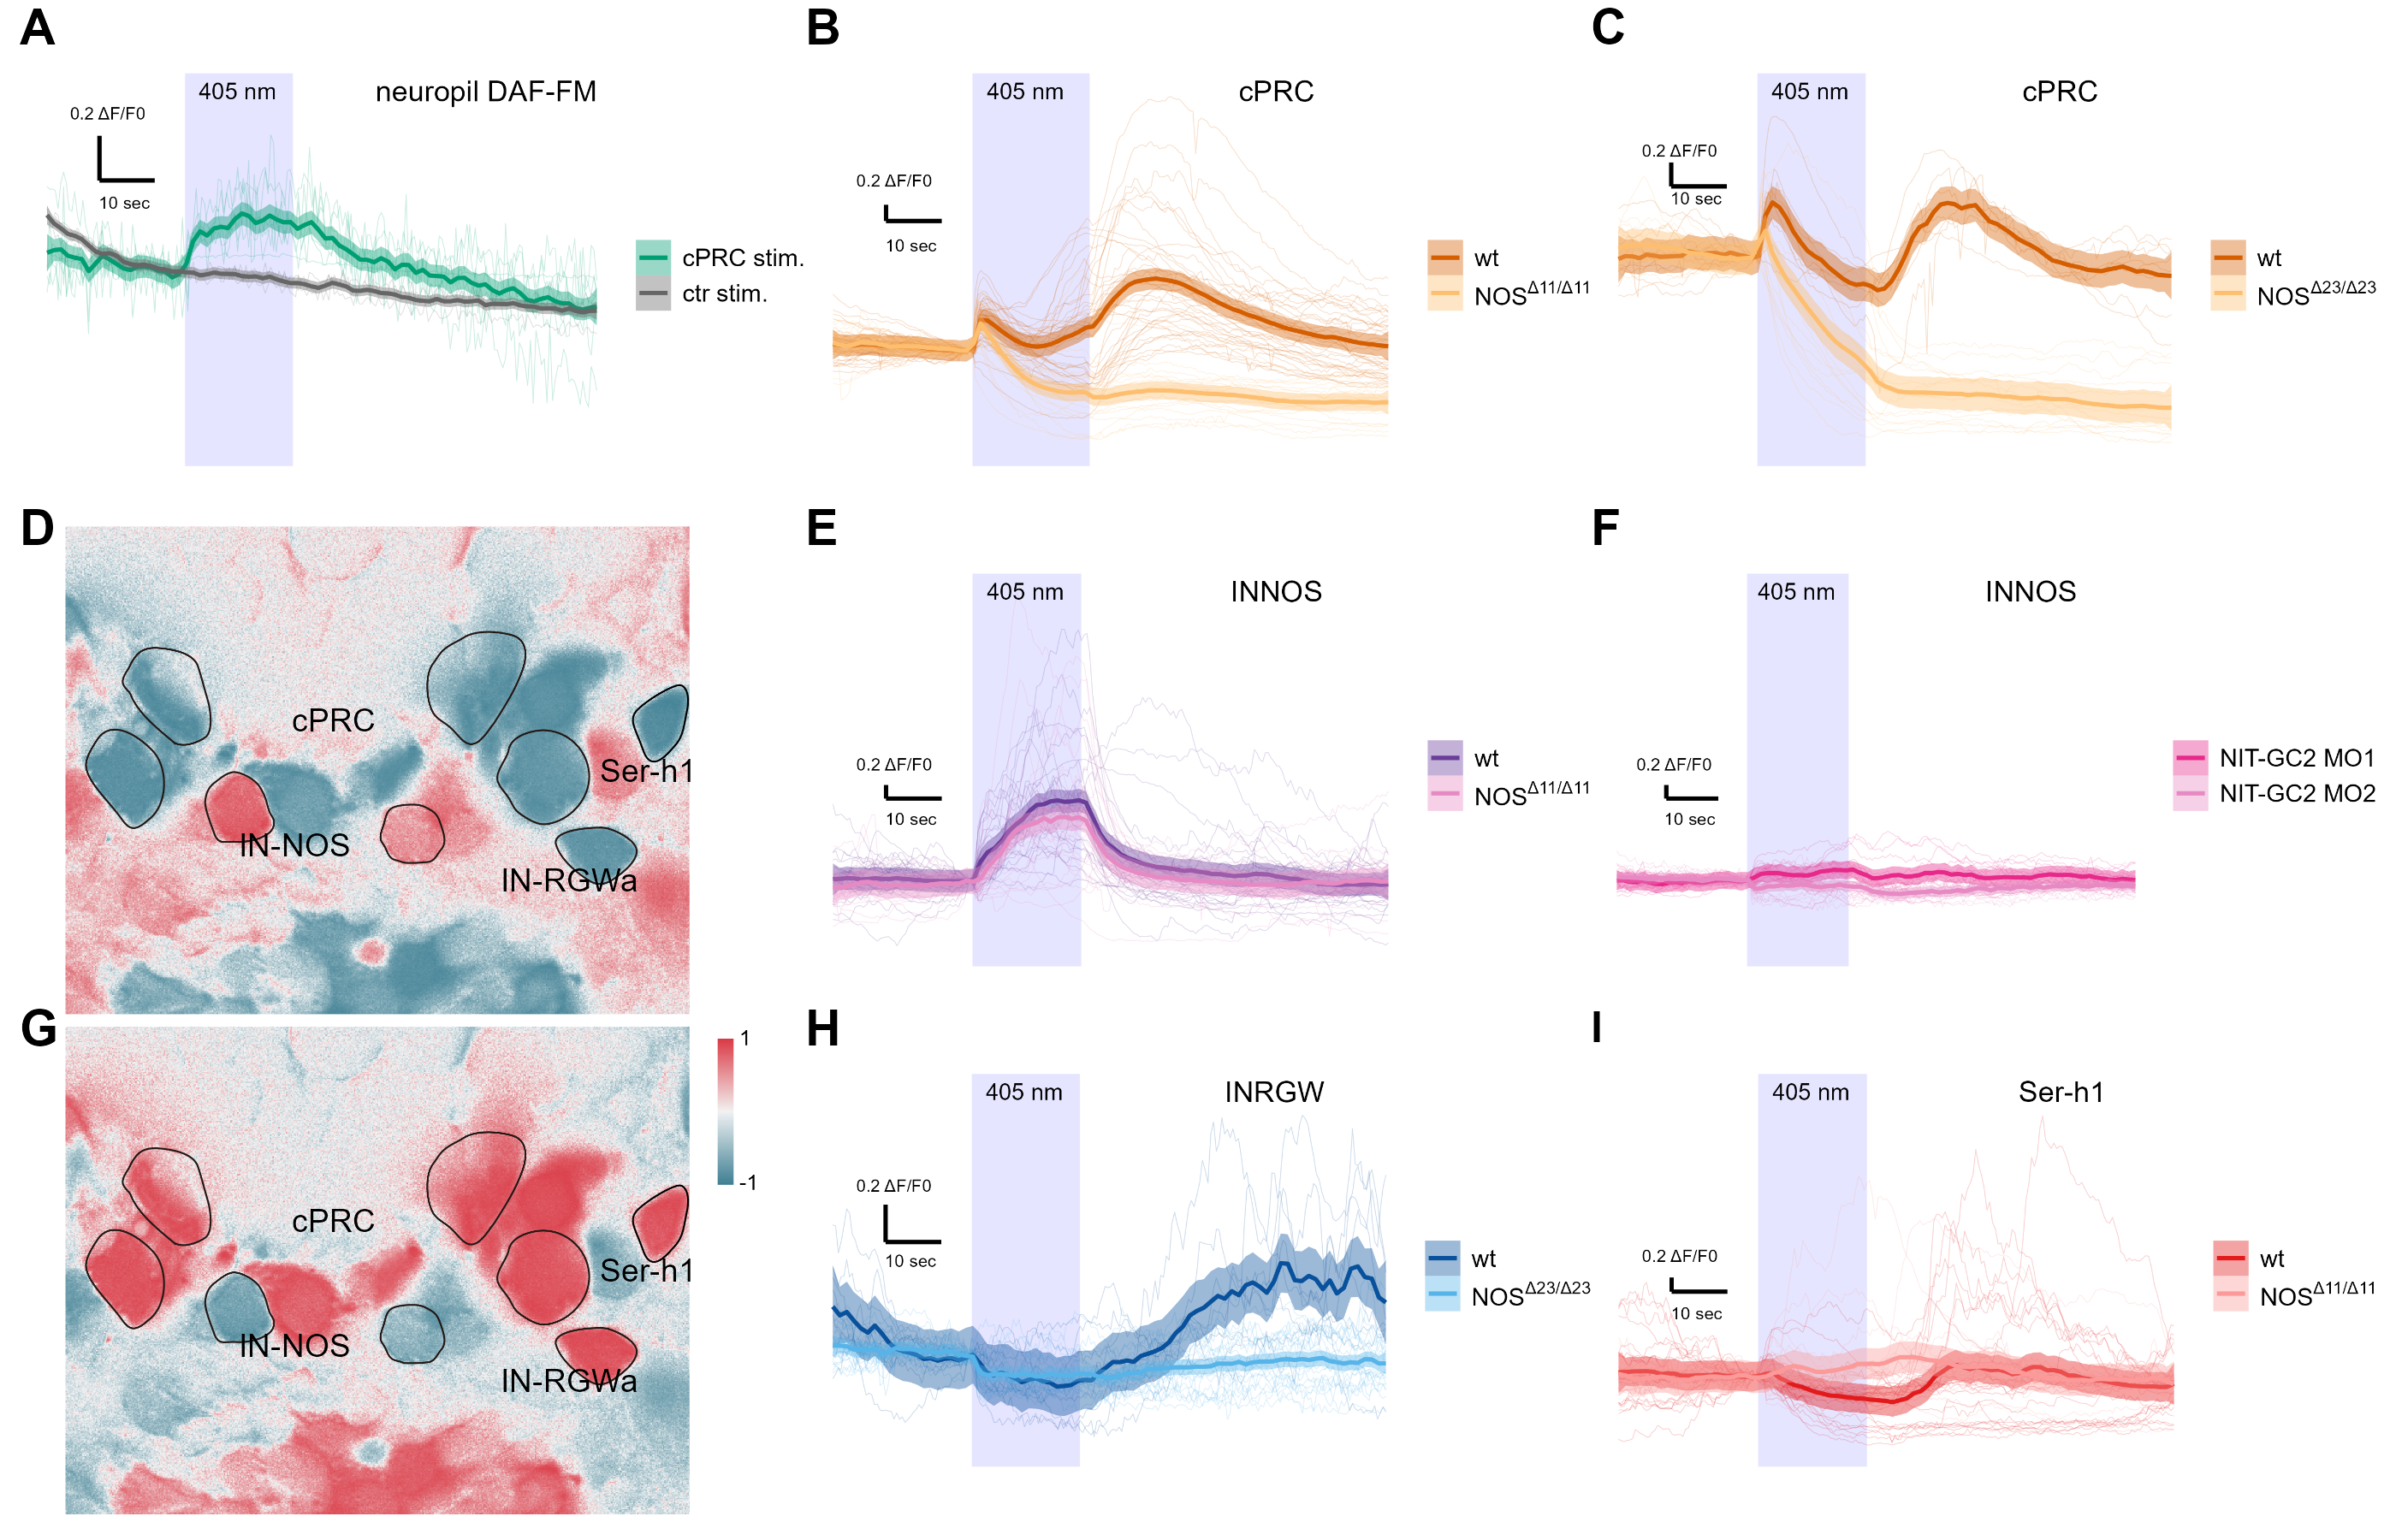 A
405 nm
neuropil DAF-FM
0.2 ΔF/F0
10 sec
cPRC stim.
ctr stim.
B
405 nm
cPRC
0.2 ΔF/F0
10 sec
wt
NOSΔ11/Δ11
C
405 nm
cPRC
0.2 ΔF/F0
10 sec
wt
NOSΔ23/Δ23
D
cPRC
Ser-h1
IN-NOS
IN-RGWa
E
405 nm
INNOS
0.2 ΔF/F0
10 sec
wt
NOSΔ11/Δ11
F
405 nm
INNOS
0.2 ΔF/F0
10 sec
NIT-GC2 MO1
NIT-GC2 MO2
G
cPRC
Ser-h1
IN-NOS
IN-RGWa
1
-1
H
405 nm
INRGW
0.2 ΔF/F0
10 sec
wt
NOSΔ23/Δ23
I
405 nm
Ser-h1
0.2 ΔF/F0
10 sec
wt
NOSΔ11/Δ11